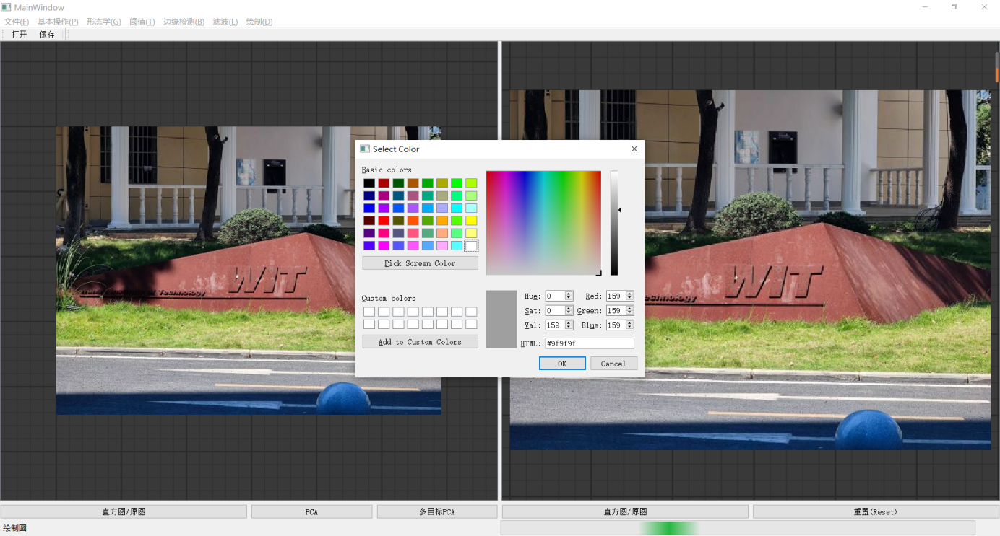 MainWindow
文件(F) 基本操作(P) 形态学(G) 阈值(T) 边缘检测(B) 滤波(L) 绘制(D)
打开 保存
Select Color
Basic colors
Pick Screen Color
Custom colors
Add to Custom Colors
Hue: 0 Red: 159
Sat: 0 Green: 159
Val: 159 Blue: 159
HTML: #9f9f9f
OK Cancel
WIT
of Technology
WIT
echnology
直方图/原图 PCA 多目标PCA 直方图/原图 重置(Reset)
绘制圆